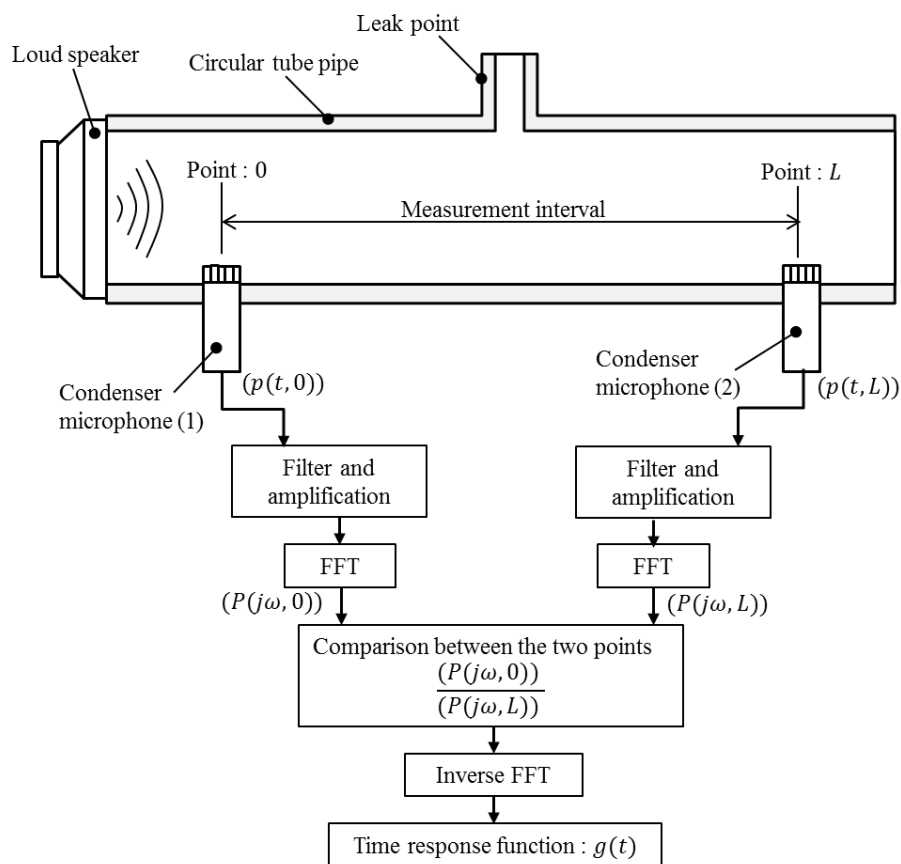 Leak point
Loud speaker
Circular tube pipe
Point : 0
Point : L
Measurement interval
Condenser
microphone (1)
(p(t, 0))
Condenser
microphone (2)
(p(t, L))
Filter and
amplification
Filter and
amplification
FFT
FFT
(P(jω, 0))
(P(jω, L))
Comparison between the two points
(P(jω, 0))
(P(jω, L))
Inverse FFT
Time response function : g(t)